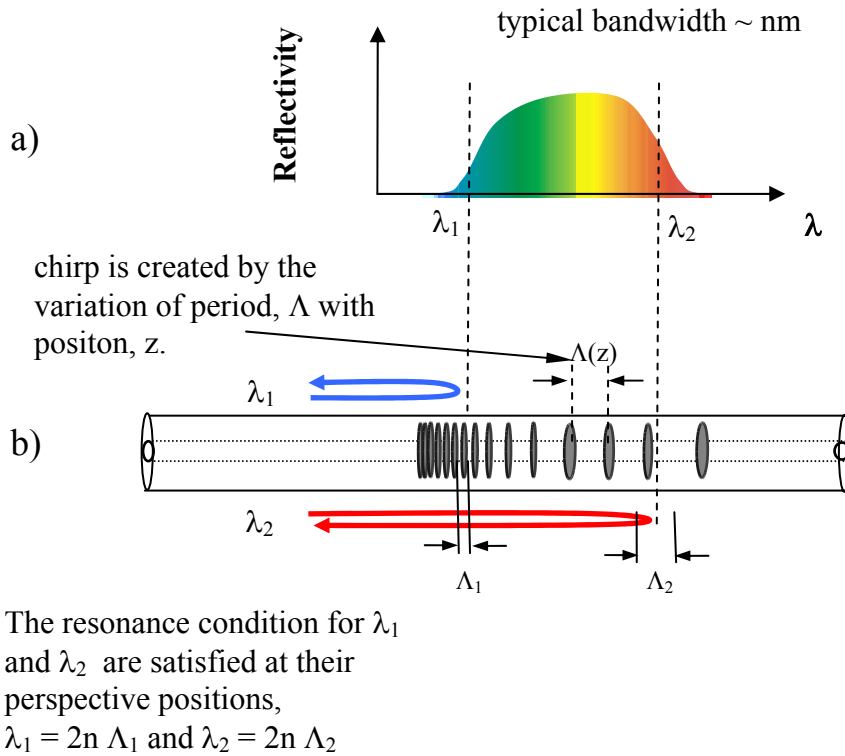 typical bandwidth ~ nm
Reflectivity
a)
λ₁
λ₂
λ
chirp is created by the
variation of period, Λ with
positon, z.
Λ(z)
λ₁
b)
λ₂
Λ₁
Λ₂
The resonance condition for λ₁
and λ₂ are satisfied at their
perspective positions,
λ₁ = 2n Λ₁ and λ₂ = 2n Λ₂